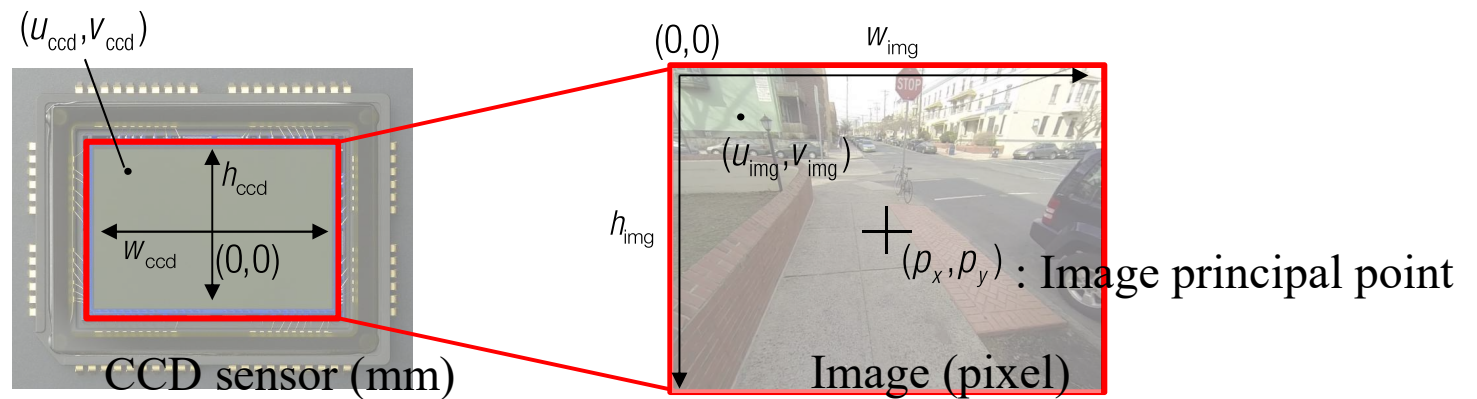 (u_ccd,v_ccd)
(0,0)
w_img
STOP
(u_img,v_img)
h_ccd
h_img
w_ccd
(0,0)
(p_x,p_y) : Image principal point
CCD sensor (mm)
Image (pixel)